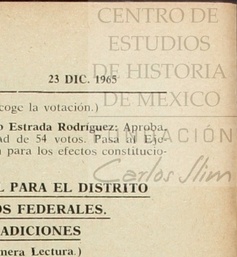 CENTRO DE
ESTUDIOS
DE HISTORIA
DE MEXICO
FUNDACIÓN
Carlos Slim
23 DIC. 1965
coge la votación.)
o Estrada Rodríguez: Aproba-
ad de 54 votos. Pasa al Eje-
para los efectos constitucio-
L PARA EL DISTRITO
OS FEDERALES.
ADICIONES
mera Lectura.)